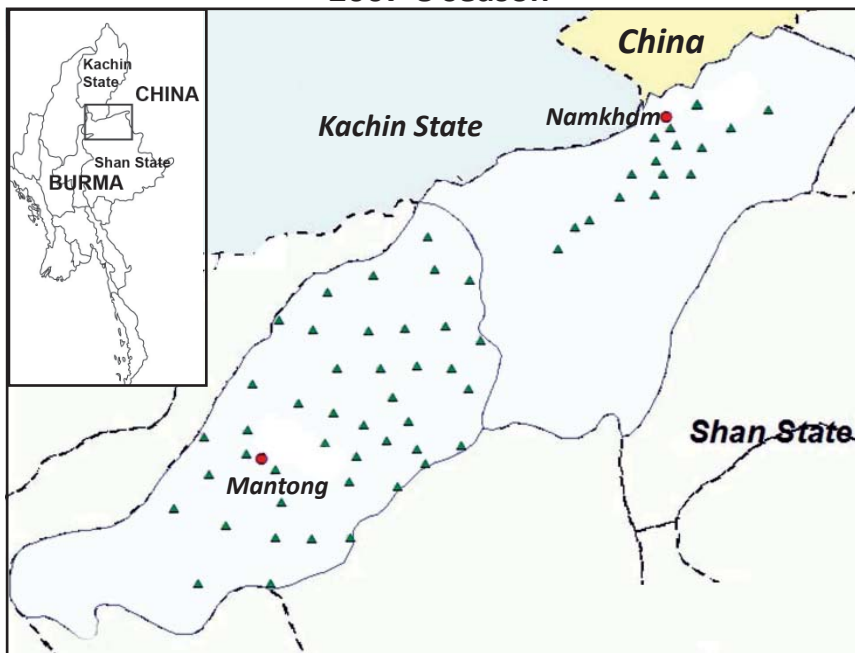 China
Kachin
State
CHINA
Namkham
Kachin State
Shan State
BURMA
Shan State
Mantong